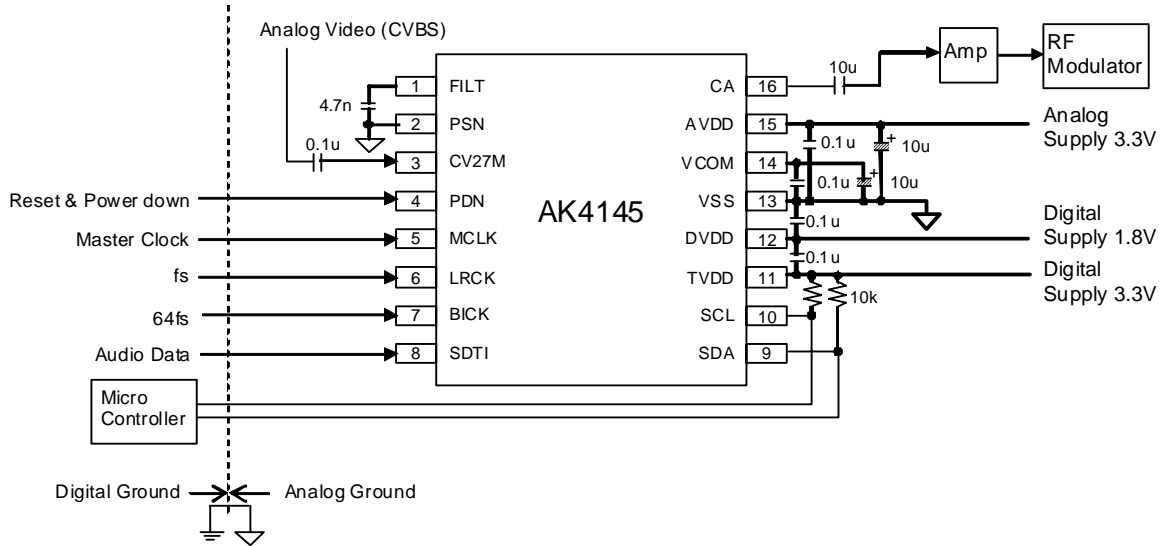 Analog Video (CVBS)
Amp
RF
Modulator
10u
1
FILT
CA
16
4.7n
2
PSN
AVDD
15
Analog
Supply 3.3V
0.1u
+
10u
0.1u
3
CV27M
VCOM
14
+
0.1u
10u
Reset & Power down
4
PDN
VSS
13
AK4145
0.1u
Master Clock
5
MCLK
DVDD
12
Digital
Supply 1.8V
0.1u
fs
6
LRCK
TVDD
11
Digital
Supply 3.3V
10k
64fs
7
BICK
SCL
10
Audio Data
8
SDTI
SDA
9
Micro
Controller
Digital Ground
Analog Ground